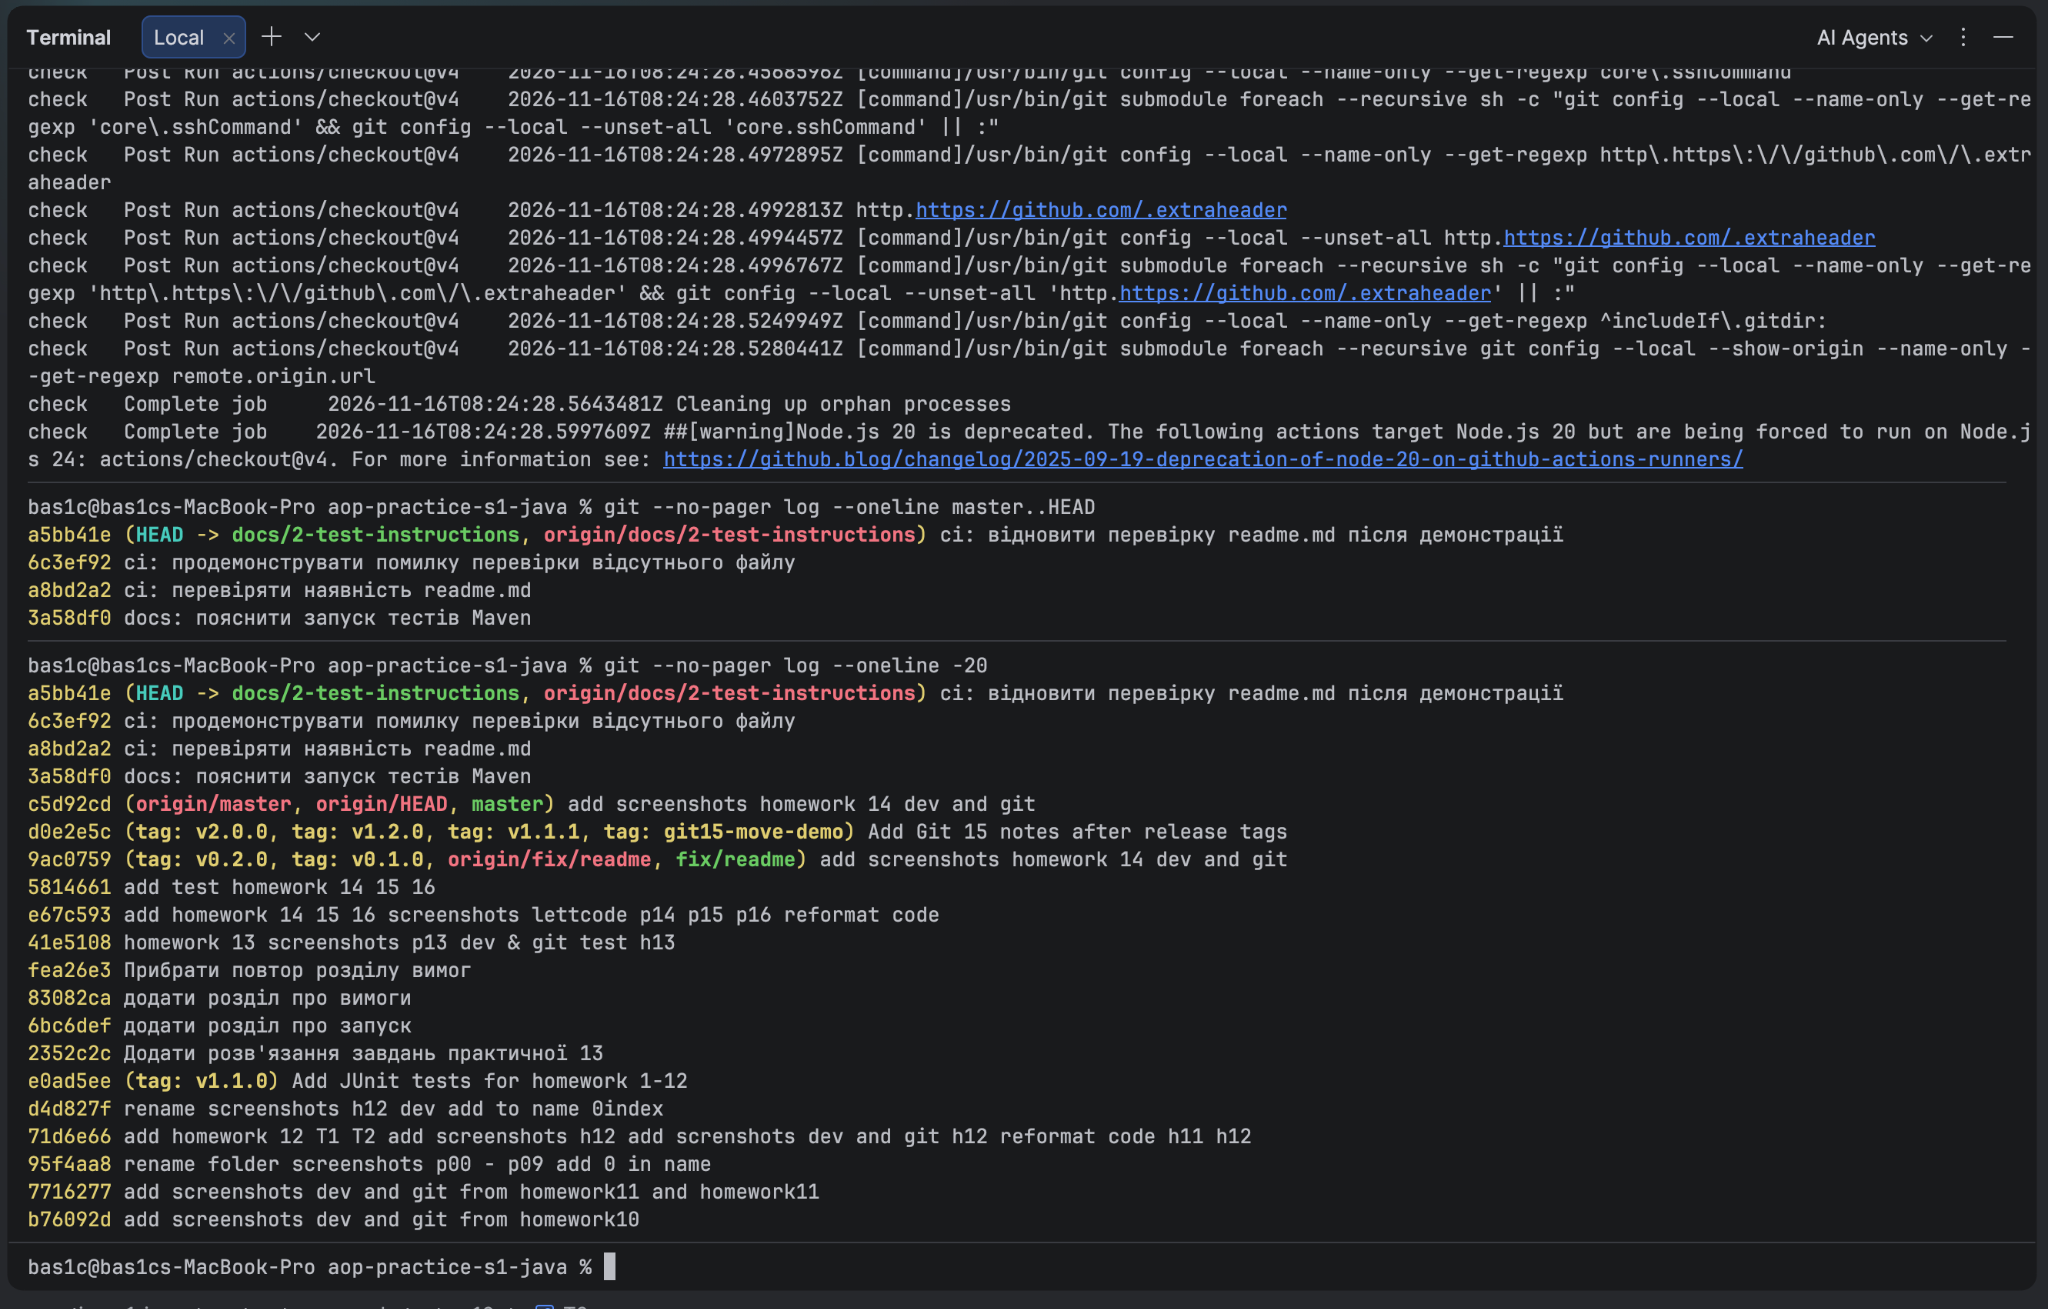 Terminal Local × + AI Agents
check   Post Run actions/checkout@v4    2026-11-16T08:24:28.4568596Z [command]/usr/bin/git config --local --name-only --get-regexp core\.sshCommand
check   Post Run actions/checkout@v4    2026-11-16T08:24:28.4603752Z [command]/usr/bin/git submodule foreach --recursive sh -c "git config --local --name-only --get-re
gexp 'core\.sshCommand' && git config --local --unset-all 'core.sshCommand' || :"
check   Post Run actions/checkout@v4    2026-11-16T08:24:28.4972895Z [command]/usr/bin/git config --local --name-only --get-regexp http\.https\:\/\/github\.com\/\.extr
aheader
check   Post Run actions/checkout@v4    2026-11-16T08:24:28.4992813Z http.https://github.com/.extraheader
check   Post Run actions/checkout@v4    2026-11-16T08:24:28.4994457Z [command]/usr/bin/git config --local --unset-all http.https://github.com/.extraheader
check   Post Run actions/checkout@v4    2026-11-16T08:24:28.4996767Z [command]/usr/bin/git submodule foreach --recursive sh -c "git config --local --name-only --get-re
gexp 'http\.https\:\/\/github\.com\/\.extraheader' && git config --local --unset-all 'http.https://github.com/.extraheader' || :"
check   Post Run actions/checkout@v4    2026-11-16T08:24:28.5249949Z [command]/usr/bin/git config --local --name-only --get-regexp ^includeIf\.gitdir:
check   Post Run actions/checkout@v4    2026-11-16T08:24:28.5280441Z [command]/usr/bin/git submodule foreach --recursive git config --local --show-origin --name-only -
-get-regexp remote.origin.url
check   Complete job     2026-11-16T08:24:28.5643481Z Cleaning up orphan processes
check   Complete job    2026-11-16T08:24:28.5997609Z ##[warning]Node.js 20 is deprecated. The following actions target Node.js 20 but are being forced to run on Node.j
s 24: actions/checkout@v4. For more information see: https://github.blog/changelog/2025-09-19-deprecation-of-node-20-on-github-actions-runners/
bas1c@bas1cs-MacBook-Pro aop-practice-s1-java % git --no-pager log --oneline master..HEAD
a5bb41e (HEAD -> docs/2-test-instructions, origin/docs/2-test-instructions) ci: відновити перевірку readme.md після демонстрації
6c3ef92 ci: продемонструвати помилку перевірки відсутнього файлу
a8bd2a2 ci: перевіряти наявність readme.md
3a58df0 docs: пояснити запуск тестів Maven
bas1c@bas1cs-MacBook-Pro aop-practice-s1-java % git --no-pager log --oneline -20
a5bb41e (HEAD -> docs/2-test-instructions, origin/docs/2-test-instructions) ci: відновити перевірку readme.md після демонстрації
6c3ef92 ci: продемонструвати помилку перевірки відсутнього файлу
a8bd2a2 ci: перевіряти наявність readme.md
3a58df0 docs: пояснити запуск тестів Maven
c5d92cd (origin/master, origin/HEAD, master) add screenshots homework 14 dev and git
d0e2e5c (tag: v2.0.0, tag: v1.2.0, tag: v1.1.1, tag: git15-move-demo) Add Git 15 notes after release tags
9ac0759 (tag: v0.2.0, tag: v0.1.0, origin/fix/readme, fix/readme) add screenshots homework 14 dev and git
5814661 add test homework 14 15 16
e67c593 add homework 14 15 16 screenshots lettcode p14 p15 p16 reformat code
41e5108 homework 13 screenshots p13 dev & git test h13
fea26e3 Прибрати повтор розділу вимог
83082ca додати розділ про вимоги
6bc6def додати розділ про запуск
2352c2c Додати розв'язання завдань практичної 13
e0ad5ee (tag: v1.1.0) Add JUnit tests for homework 1-12
d4d827f rename screenshots h12 dev add to name 0index
71d6e66 add homework 12 T1 T2 add screenshots h12 add screnshots dev and git h12 reformat code h11 h12
95f4aa8 rename folder screenshots p00 - p09 add 0 in name
7716277 add screenshots dev and git from homework11 and homework11
b76092d add screenshots dev and git from homework10
bas1c@bas1cs-MacBook-Pro aop-practice-s1-java %